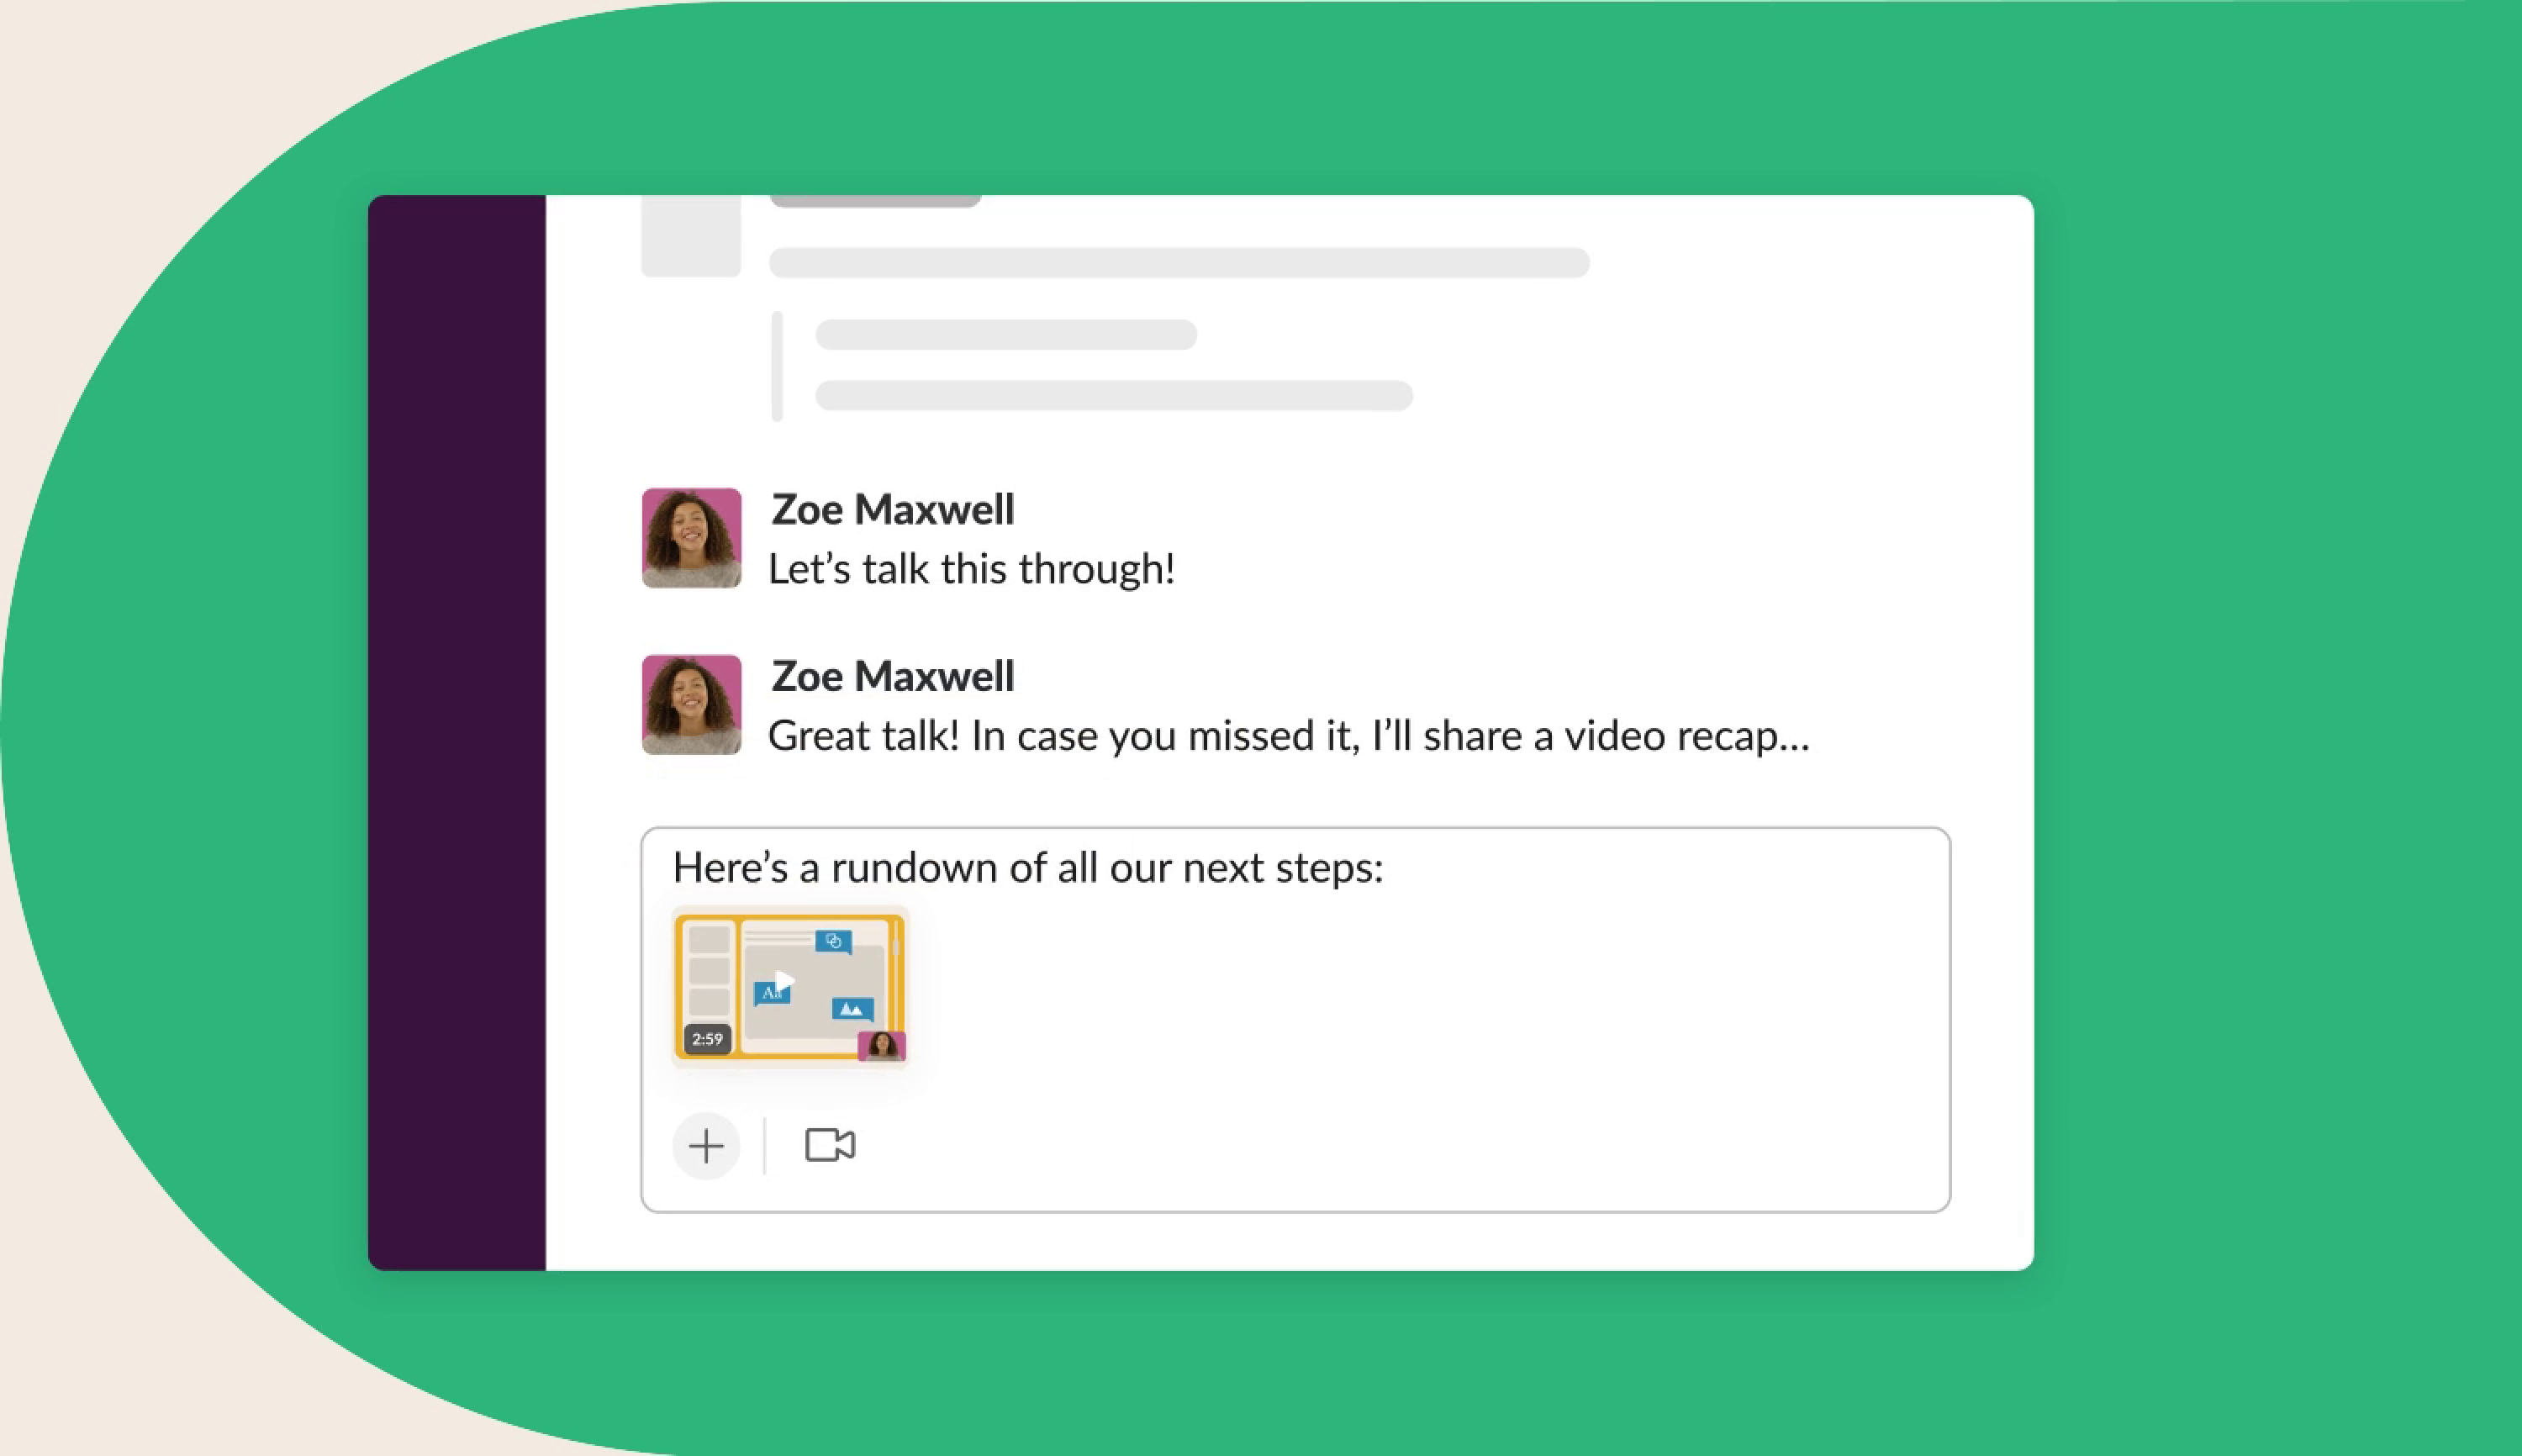 Zoe Maxwell
Let’s talk this through!
Zoe Maxwell
Great talk! In case you missed it, I’ll share a video recap...
Here’s a rundown of all our next steps:
Aa
2:59